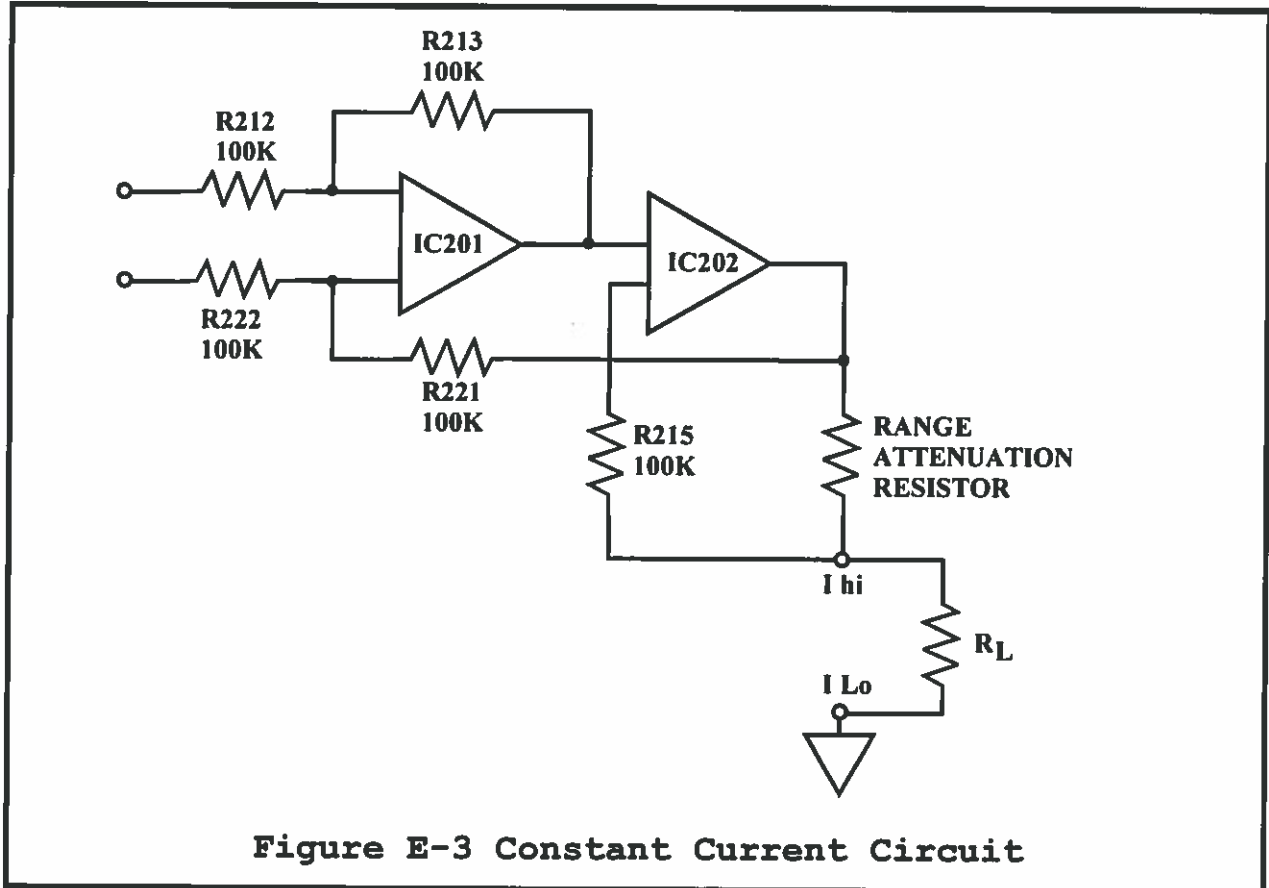 R213
100K
R212
100K
IC201
IC202
R222
100K
R221
100K
R215
100K
RANGE
ATTENUATION
RESISTOR
I hi
RL
I Lo
Figure E-3 Constant Current Circuit